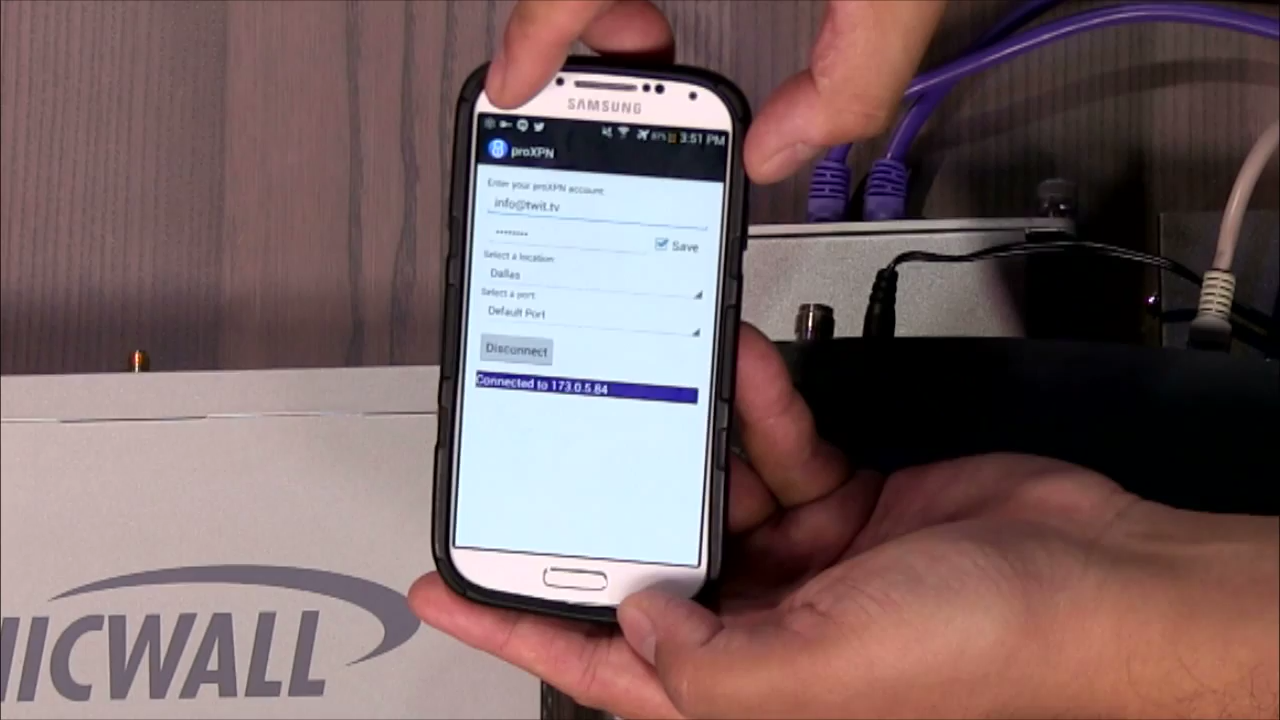 SAMSUNG
3:51 PM
proXPN
Enter your proXPN account:
info@twit.tv
********
Save
Select a location:
Dallas
Select a port:
Default Port
Disconnect
Connected to 173.0.5.84
NICWALL